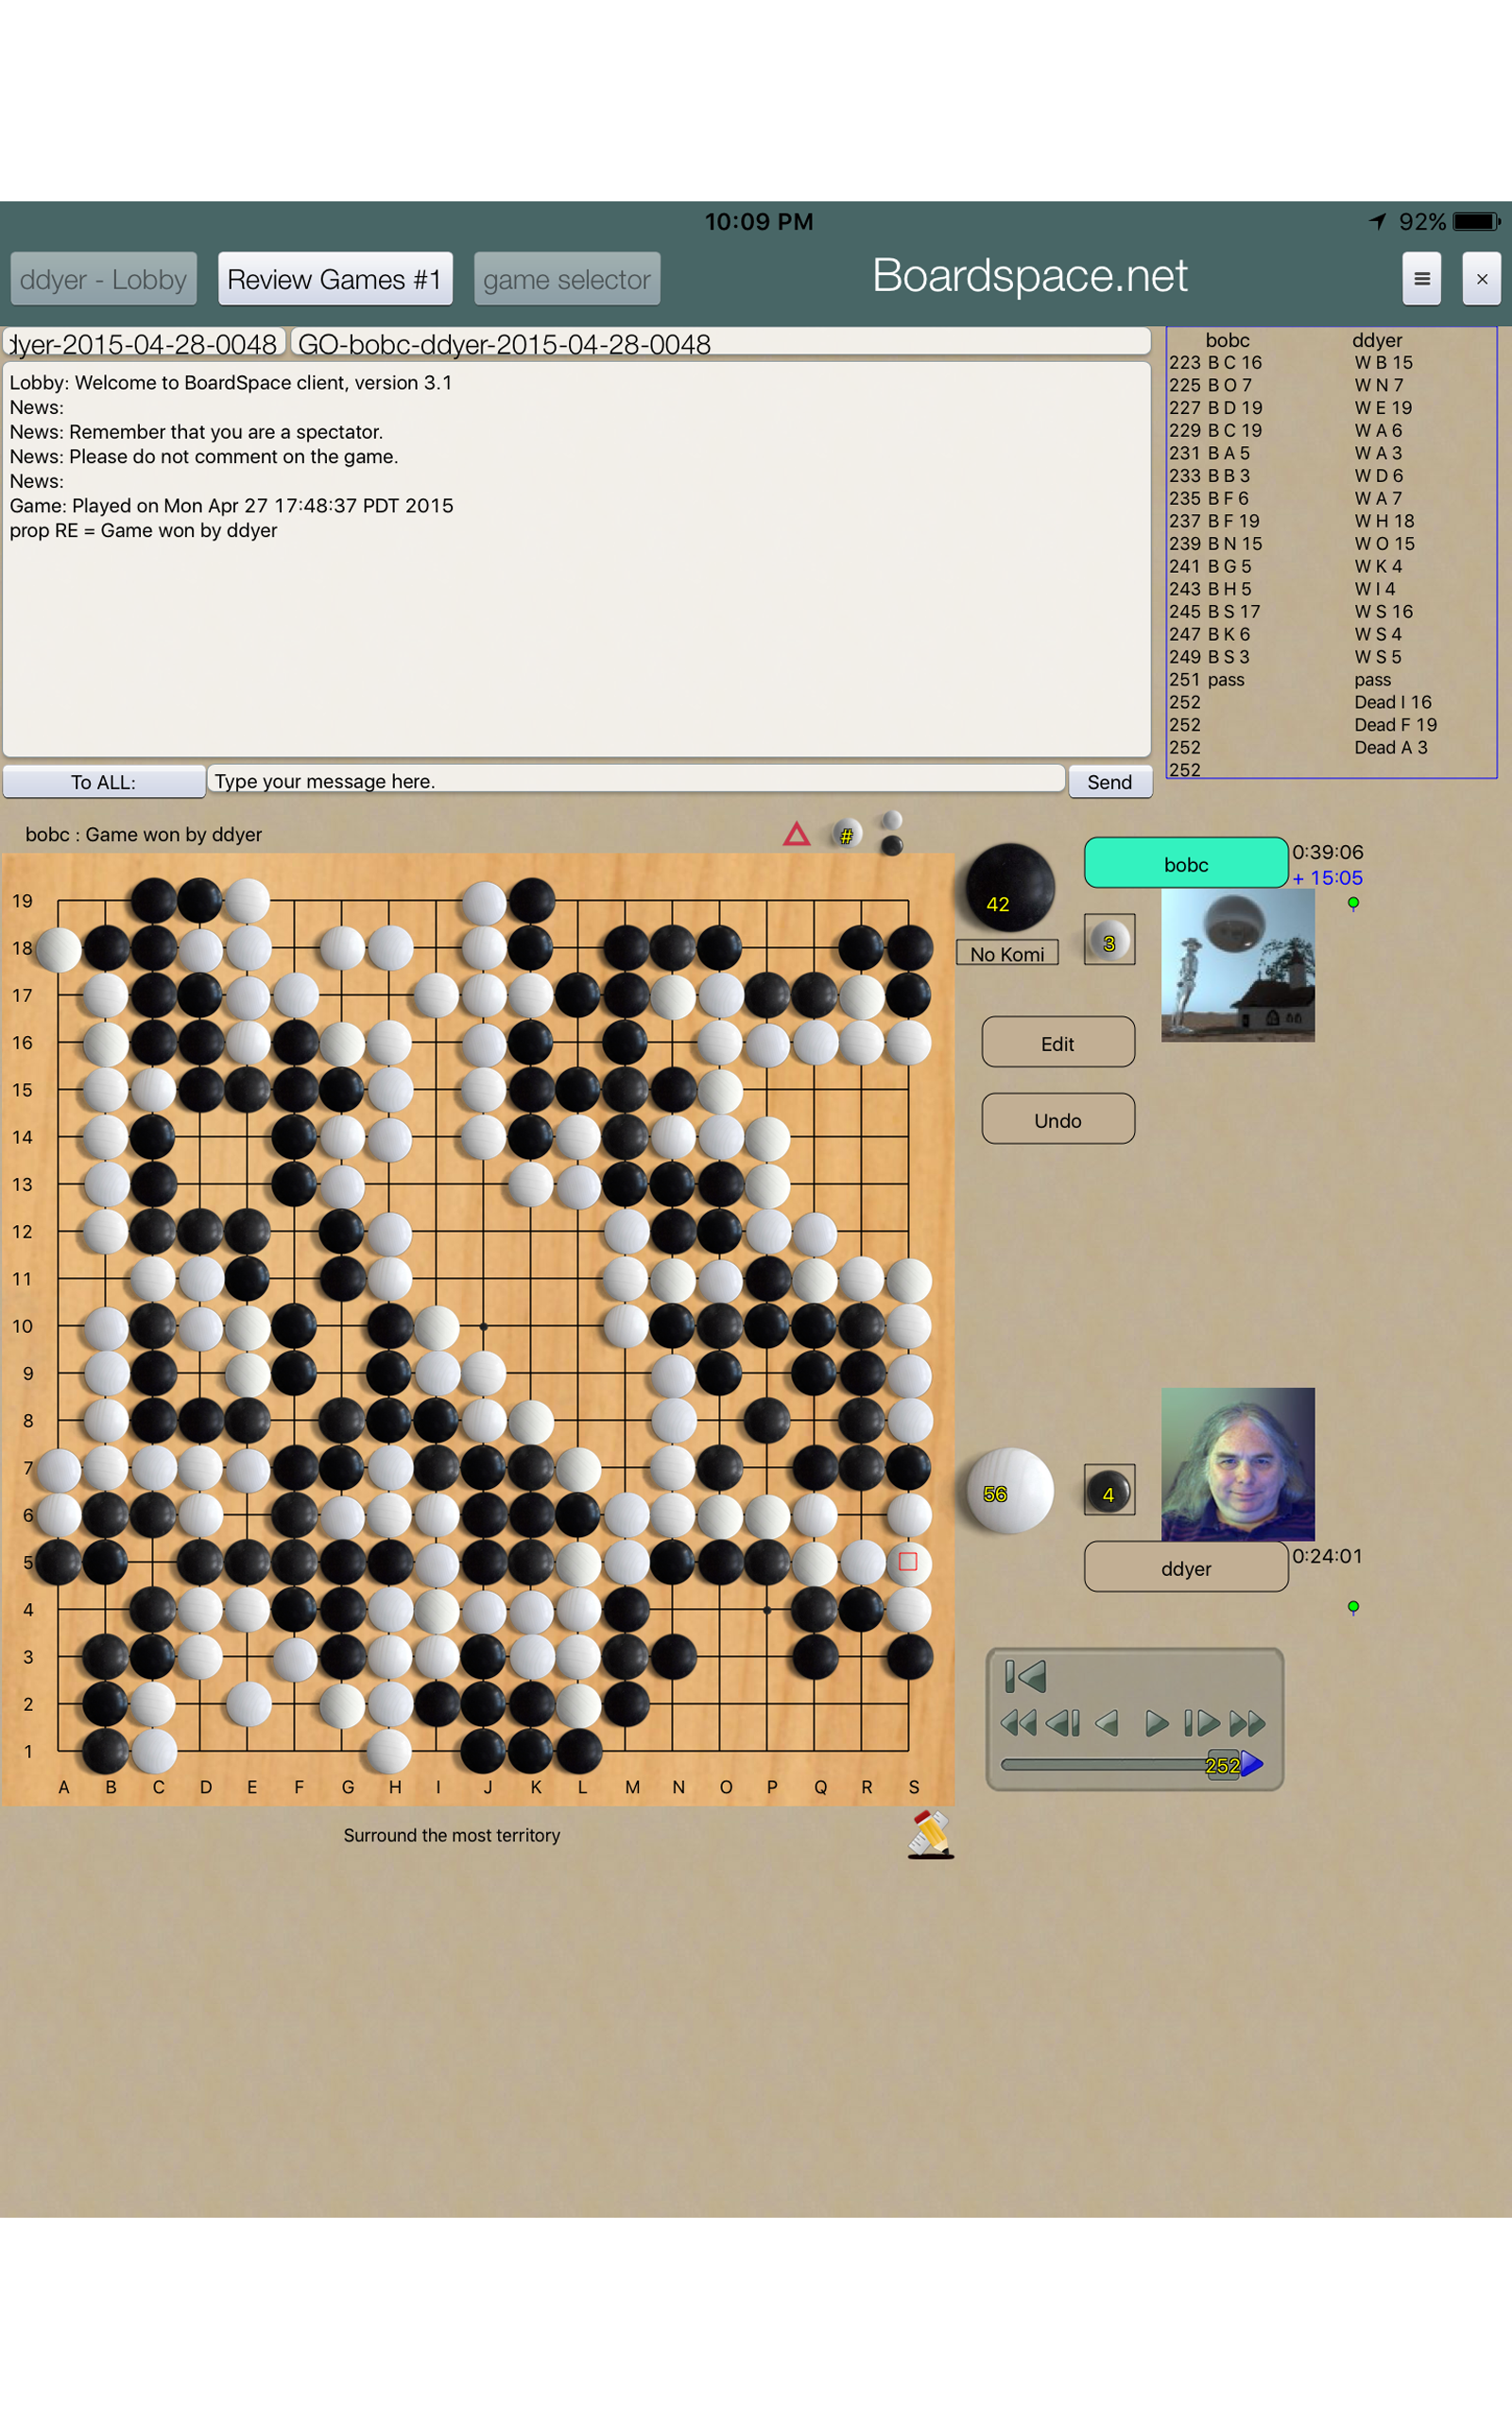 10:09 PM 92%
ddyer - Lobby Review Games #1 game selector Boardspace.net ≡ ×
dyer-2015-04-28-0048 GO-bobc-ddyer-2015-04-28-0048
Lobby: Welcome to BoardSpace client, version 3.1
News:
News: Remember that you are a spectator.
News: Please do not comment on the game.
News:
Game: Played on Mon Apr 27 17:48:37 PDT 2015
prop RE = Game won by ddyer
bobc ddyer
223 B C 16 W B 15
225 B O 7 W N 7
227 B D 19 W E 19
229 B C 19 W A 6
231 B A 5 W A 3
233 B B 3 W D 6
235 B F 6 W A 7
237 B F 19 W H 18
239 B N 15 W O 15
241 B G 5 W K 4
243 B H 5 W I 4
245 B S 17 W S 16
247 B K 6 W S 4
249 B S 3 W S 5
251 pass pass
252 Dead I 16
252 Dead F 19
252 Dead A 3
252
To ALL: Type your message here. Send
bobc : Game won by ddyer
#
42
No Komi
3
bobc
0:39:06
+ 15:05
Edit
Undo
56
4
ddyer
0:24:01
252
19
18
17
16
15
14
13
12
11
10
9
8
7
6
5
4
3
2
1
A B C D E F G H I J K L M N O P Q R S
Surround the most territory